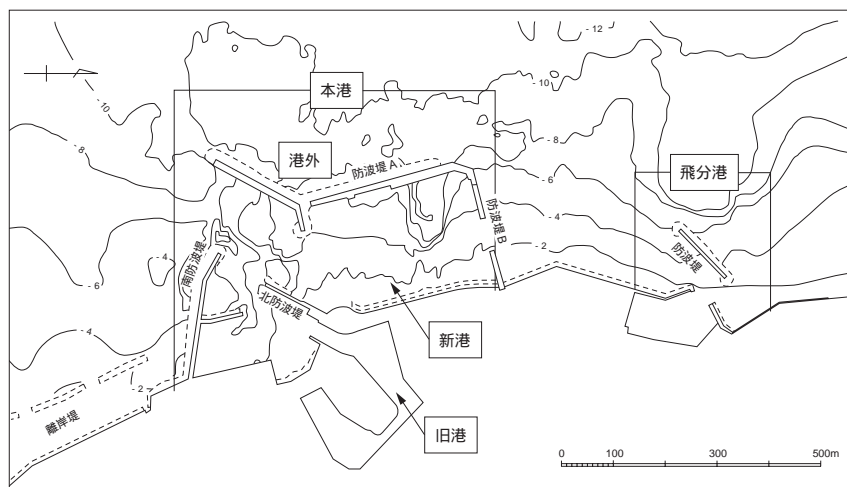 - 12
- 10
本港
- 10
- 8
- 8
港外
防波堤 A
飛分港
- 6
防波堤 B
- 4
南防波堤
- 4
防波堤
- 2
- 6
北防波堤
新港
- 4
- 2
離岸堤
旧港
0 100 300 500m